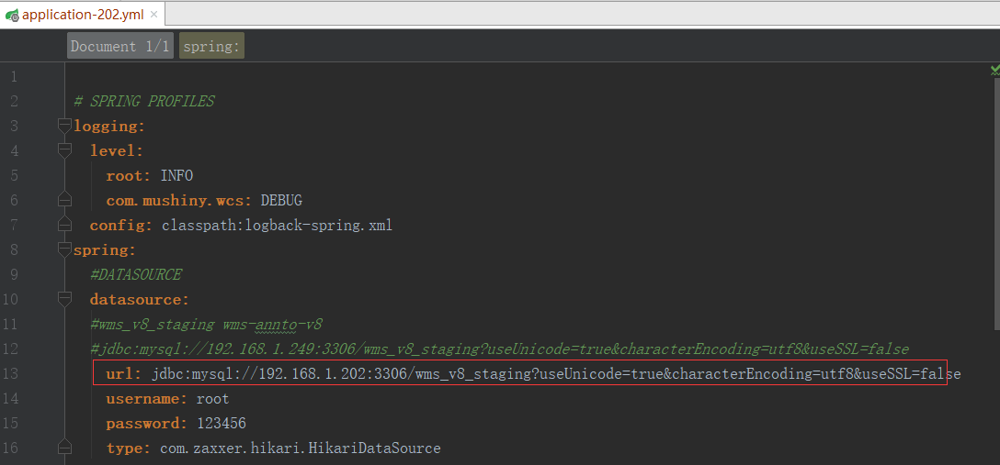 application-202.yml
Document 1/1 spring:
1
2 # SPRING PROFILES
3 logging:
4 level:
5 root: INFO
6 com.mushiny.wcs: DEBUG
7 config: classpath:logback-spring.xml
8 spring:
9 #DATASOURCE
10 datasource:
11 #wms_v8_staging wms-annto-v8
12 #jdbc:mysql://192.168.1.249:3306/wms_v8_staging?useUnicode=true&characterEncoding=utf8&useSSL=false
13 url: jdbc:mysql://192.168.1.202:3306/wms_v8_staging?useUnicode=true&characterEncoding=utf8&useSSL=false
14 username: root
15 password: 123456
16 type: com.zaxxer.hikari.HikariDataSource